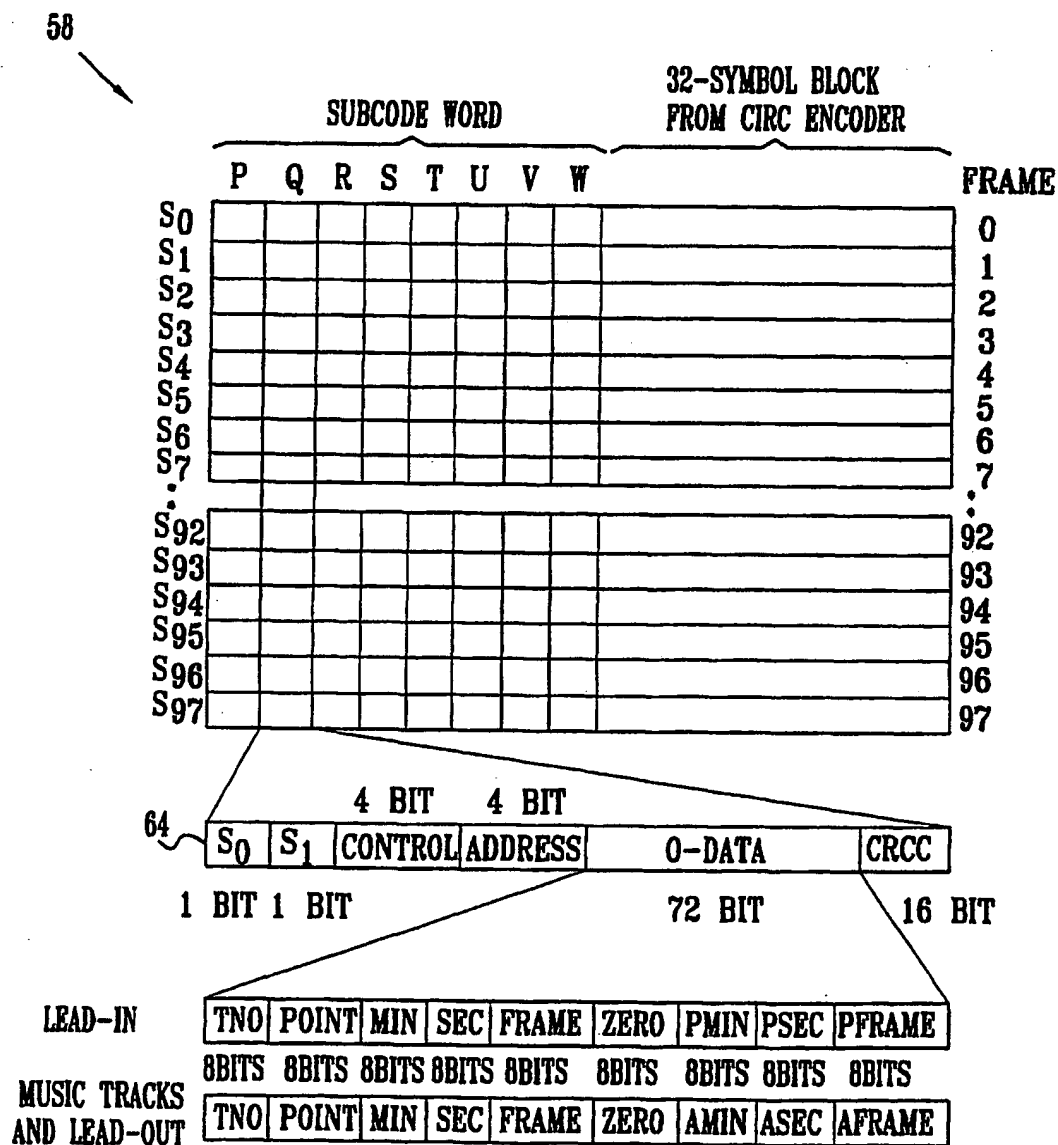 58
32-SYMBOL BLOCK
SUBCODE WORD FROM CIRC ENCODER
P Q R S T U V W FRAME
S0 0
S1 1
S2 2
S3 3
S4 4
S5 5
S6 6
S7 7
S92 92
S93 93
S94 94
S95 95
S96 96
S97 97
4 BIT 4 BIT
64 S0 S1 CONTROL ADDRESS 0-DATA CRCC
1 BIT 1 BIT 72 BIT 16 BIT
LEAD-IN TNO POINT MIN SEC FRAME ZERO PMIN PSEC PFRAME
8BITS 8BITS 8BITS 8BITS 8BITS 8BITS 8BITS 8BITS 8BITS
MUSIC TRACKS
AND LEAD-OUT TNO POINT MIN SEC FRAME ZERO AMIN ASEC AFRAME